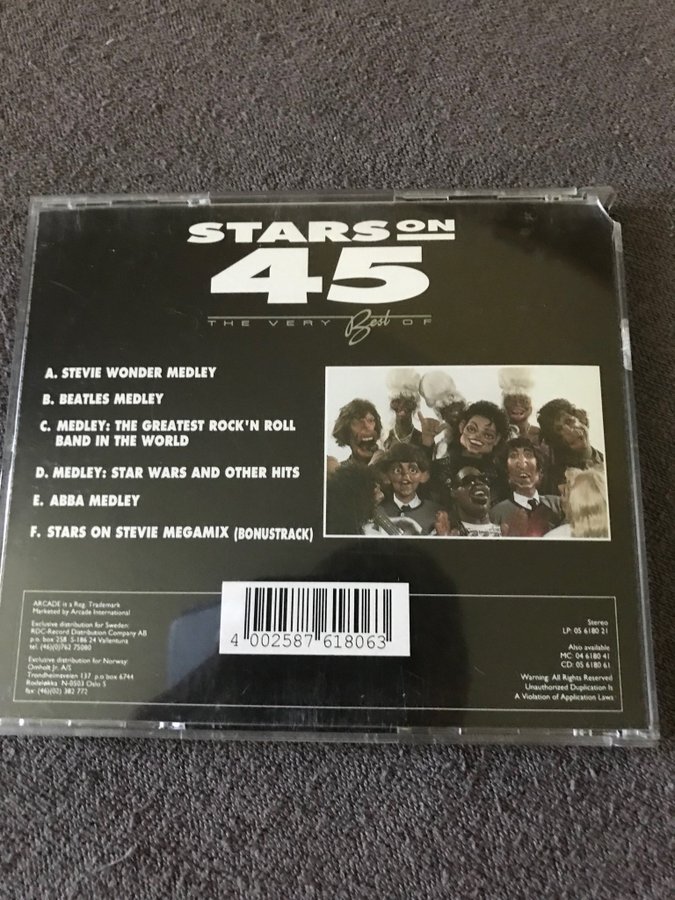 STARS ON
45
THE VERY Best OF
A. STEVIE WONDER MEDLEY
B. BEATLES MEDLEY
C. MEDLEY: THE GREATEST ROCK'N ROLL
BAND IN THE WORLD
D. MEDLEY: STAR WARS AND OTHER HITS
E. ABBA MEDLEY
F. STARS ON STEVIE MEGAMIX (BONUSTRACK)
ARCADE is a Reg. Trademark
Marketed by Arcade International
Exclusive distribution for Sweden:
RDC-Record Distribution Company AB
p.o. box 258 S-186 24 Vallentuna
tel. (46)(0)762 75080
Exclusive distribution for Norway:
Omholt Jr. A/S
Trondheimsveien 137 p.o box 6744
Rodeløkka N-0503 Oslo 5
fax: (46)(02) 382 772
4 002587 618063
Stereo
LP: 05 6180 21
Also available
MC: 04 6180 41
CD: 05 6180 61
Warning: All Rights Reserved
Unauthorized Duplication Is
A Violation of Application Laws